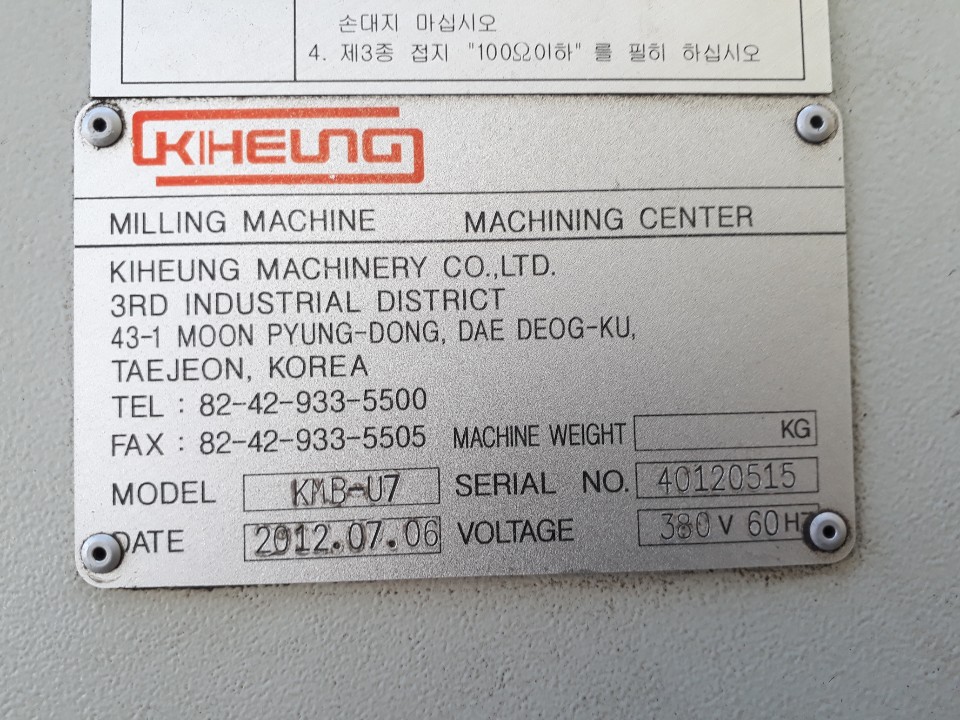 손대지 마십시오
4. 제3종 접지 "100Ω이하" 를 필히 하십시오
KIHEUNG
MILLING MACHINE MACHINING CENTER
KIHEUNG MACHINERY CO.,LTD.
3RD INDUSTRIAL DISTRICT
43-1 MOON PYUNG-DONG, DAE DEOG-KU,
TAEJEON, KOREA
TEL : 82-42-933-5500
FAX : 82-42-933-5505 MACHINE WEIGHT KG
MODEL KMB-U7 SERIAL NO. 40120515
DATE 2012.07.06 VOLTAGE 380 V 60 HZ